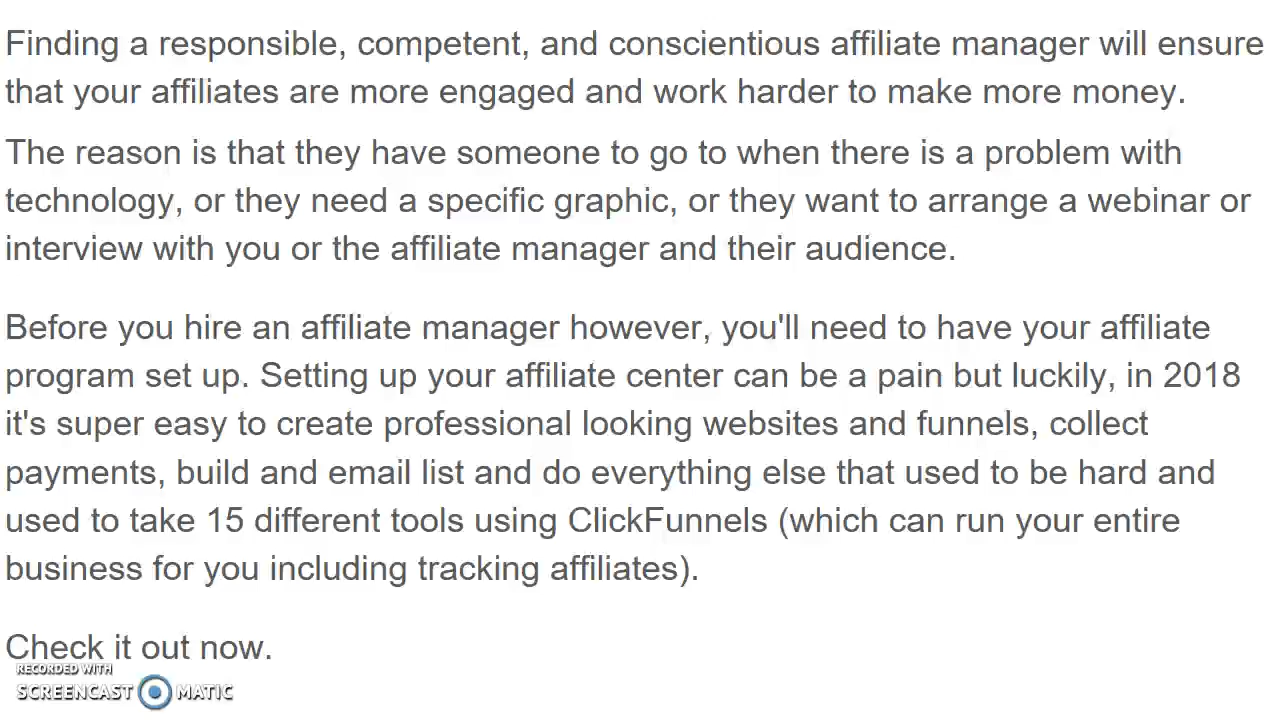 Finding a responsible, competent, and conscientious affiliate manager will ensure
that your affiliates are more engaged and work harder to make more money.
The reason is that they have someone to go to when there is a problem with
technology, or they need a specific graphic, or they want to arrange a webinar or
interview with you or the affiliate manager and their audience.
Before you hire an affiliate manager however, you'll need to have your affiliate
program set up. Setting up your affiliate center can be a pain but luckily, in 2018
it's super easy to create professional looking websites and funnels, collect
payments, build and email list and do everything else that used to be hard and
used to take 15 different tools using ClickFunnels (which can run your entire
business for you including tracking affiliates).
Check it out now.
RECORDED WITH
SCREENCAST MATIC